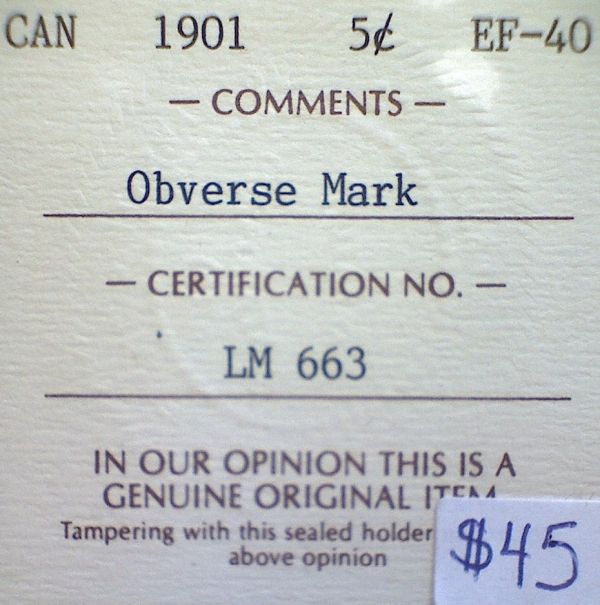 CAN 1901 5¢ EF-40
— COMMENTS —
Obverse Mark
— CERTIFICATION NO. —
LM 663
IN OUR OPINION THIS IS A
GENUINE ORIGINAL ITEM
Tampering with this sealed holder
above opinion
$45